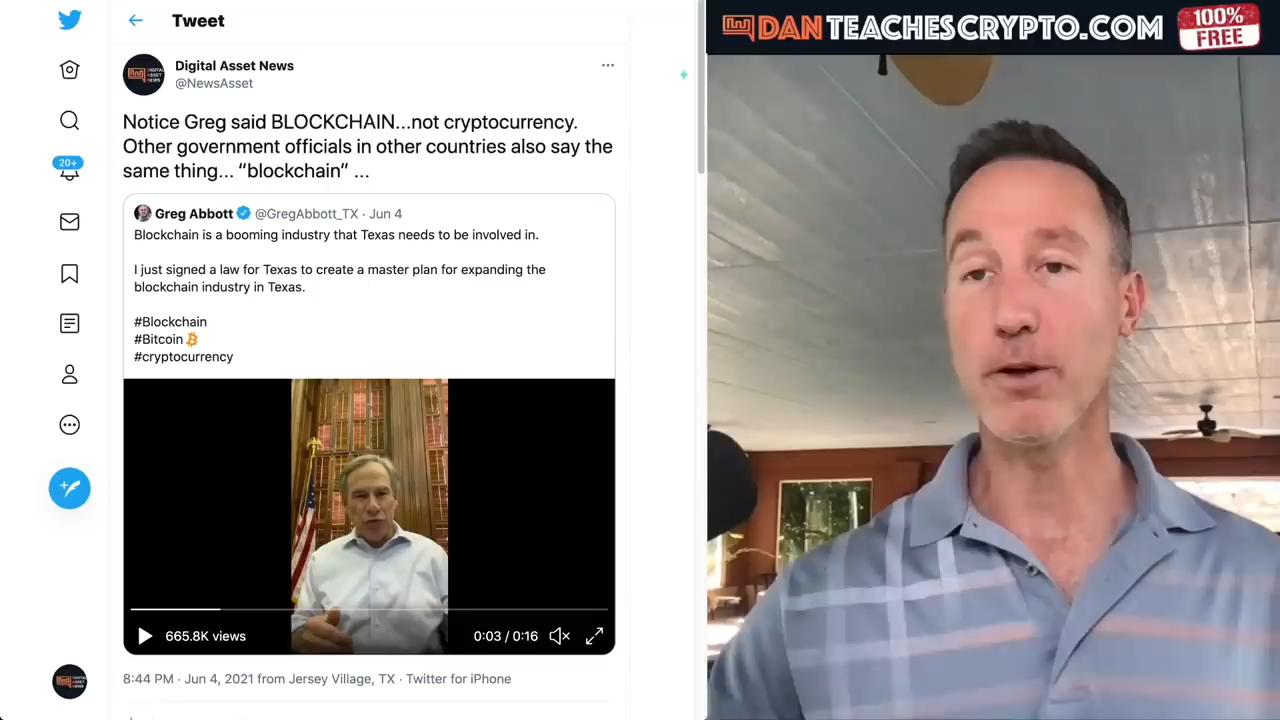 Tweet
Digital Asset News
@NewsAsset
Notice Greg said BLOCKCHAIN...not cryptocurrency.
Other government officials in other countries also say the
same thing... “blockchain” ...
Greg Abbott @GregAbbott_TX · Jun 4
Blockchain is a booming industry that Texas needs to be involved in.
I just signed a law for Texas to create a master plan for expanding the
blockchain industry in Texas.
#Blockchain
#Bitcoin
#cryptocurrency
665.8K views
0:03 / 0:16
8:44 PM · Jun 4, 2021 from Jersey Village, TX · Twitter for iPhone
20+
DANTEACHESCRYPTO.COM
100%
FREE